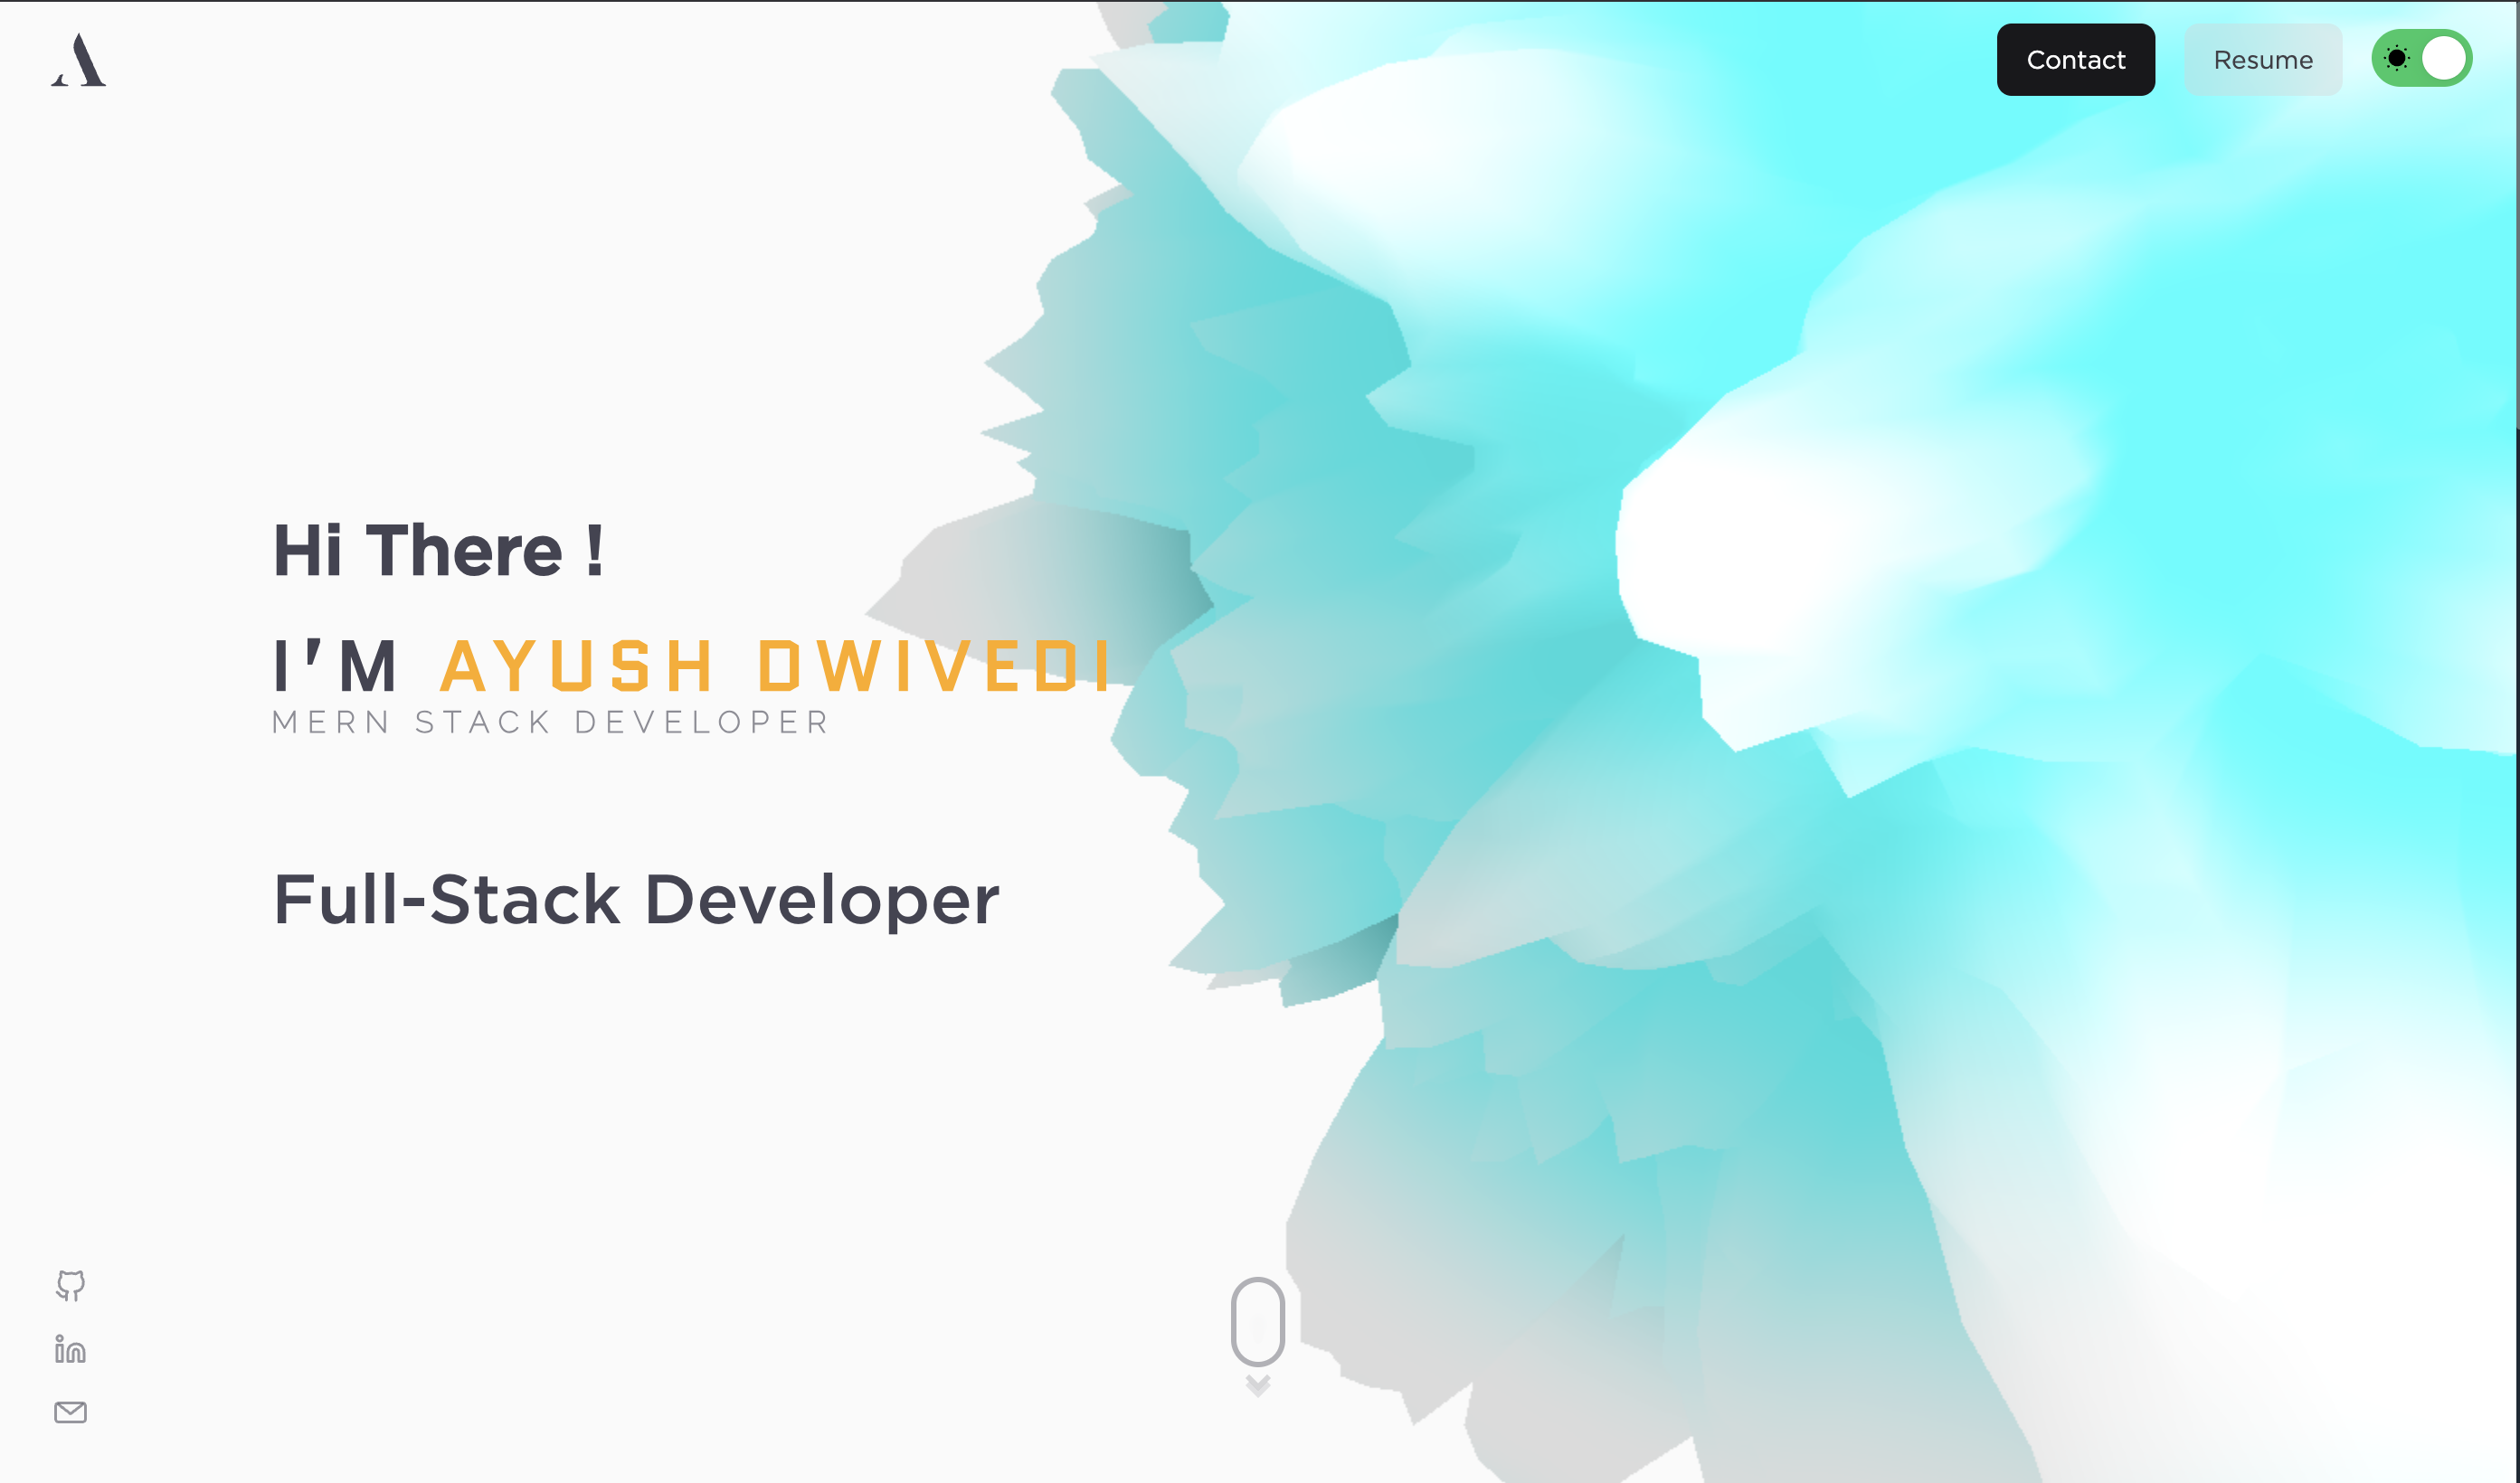 Contact
Resume
Hi There !
I'M AYUSH DWIVEDI
MERN STACK DEVELOPER
Full-Stack Developer